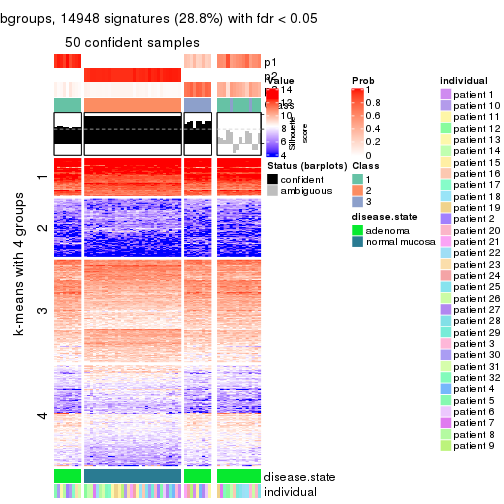 bgroups, 14948 signatures (28.8%) with fdr < 0.05
50 confident samples
p1
p2
Value
14
12
10
8
6
4
Silhouette
score
Prob
1
0.8
0.6
0.4
0.2
0
Status (barplots)
confident
ambiguous
Class
1
2
3
disease.state
adenoma
normal mucosa
individual
patient 1
patient 10
patient 11
patient 12
patient 13
patient 14
patient 15
patient 16
patient 17
patient 18
patient 19
patient 2
patient 20
patient 21
patient 22
patient 23
patient 24
patient 25
patient 26
patient 27
patient 28
patient 29
patient 3
patient 30
patient 31
patient 32
patient 4
patient 5
patient 6
patient 7
patient 8
patient 9
k-means with 4 groups
1
2
3
4
disease.state
individual